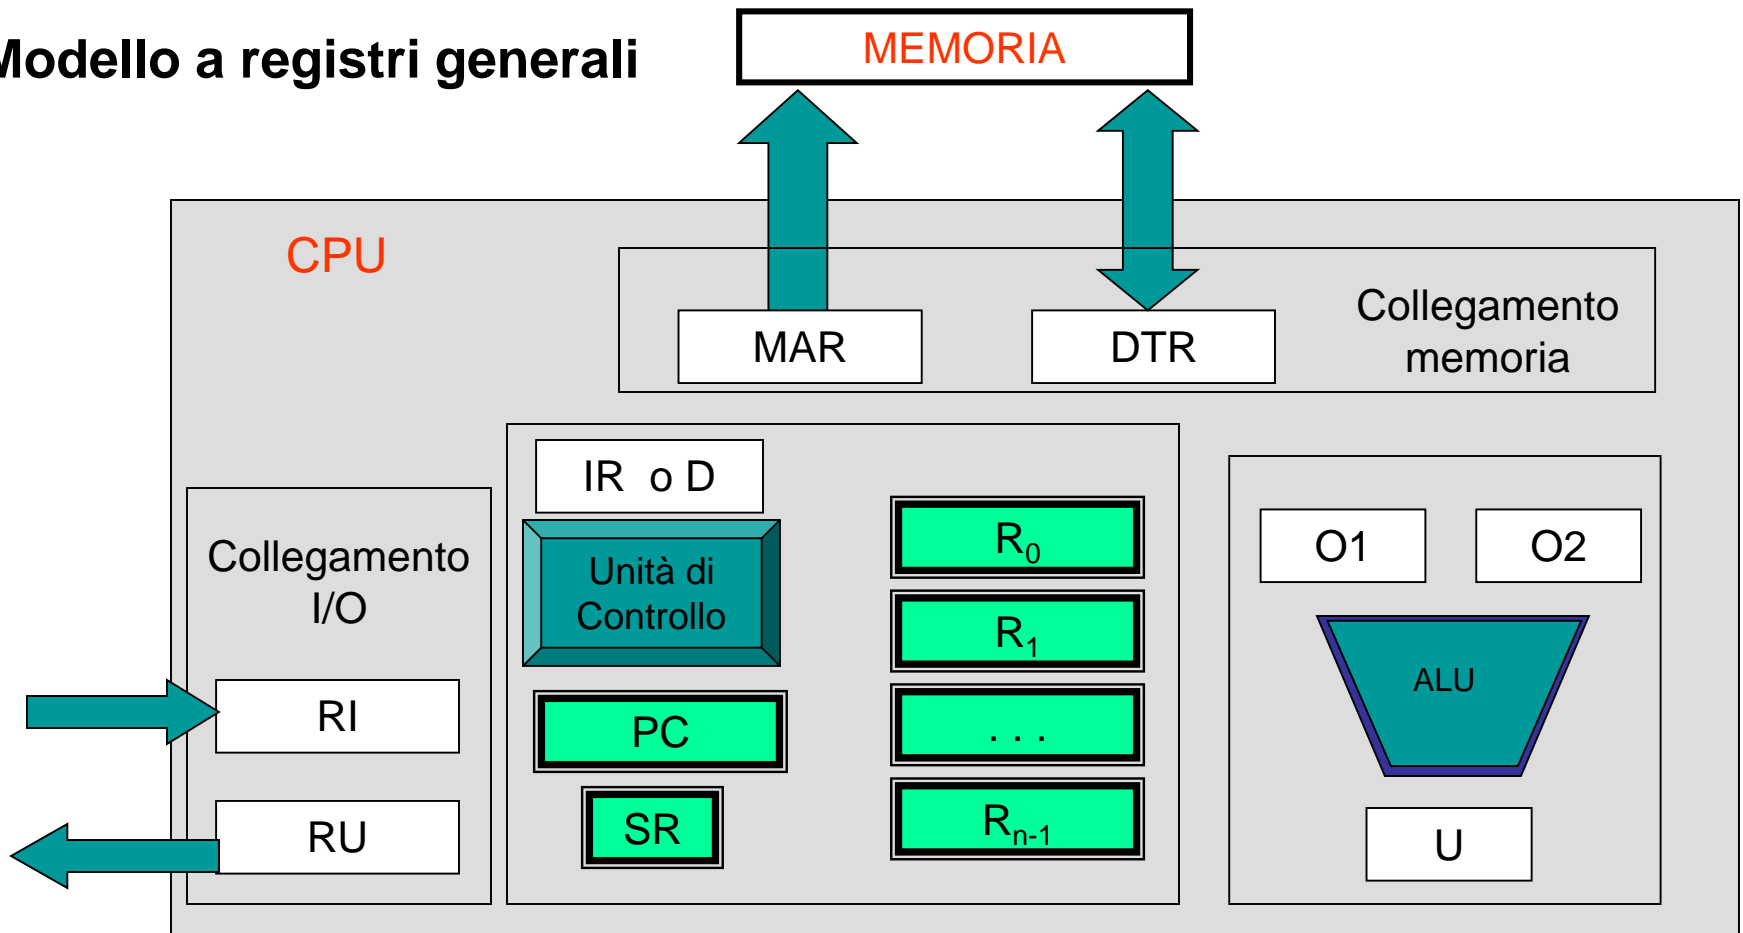 Modello a registri generali
MEMORIA
CPU
Collegamento
memoria
MAR
DTR
IR o D
Unità di
Controllo
PC
SR
R0
R1
. . .
Rn-1
Collegamento
I/O
RI
RU
O1
O2
ALU
U